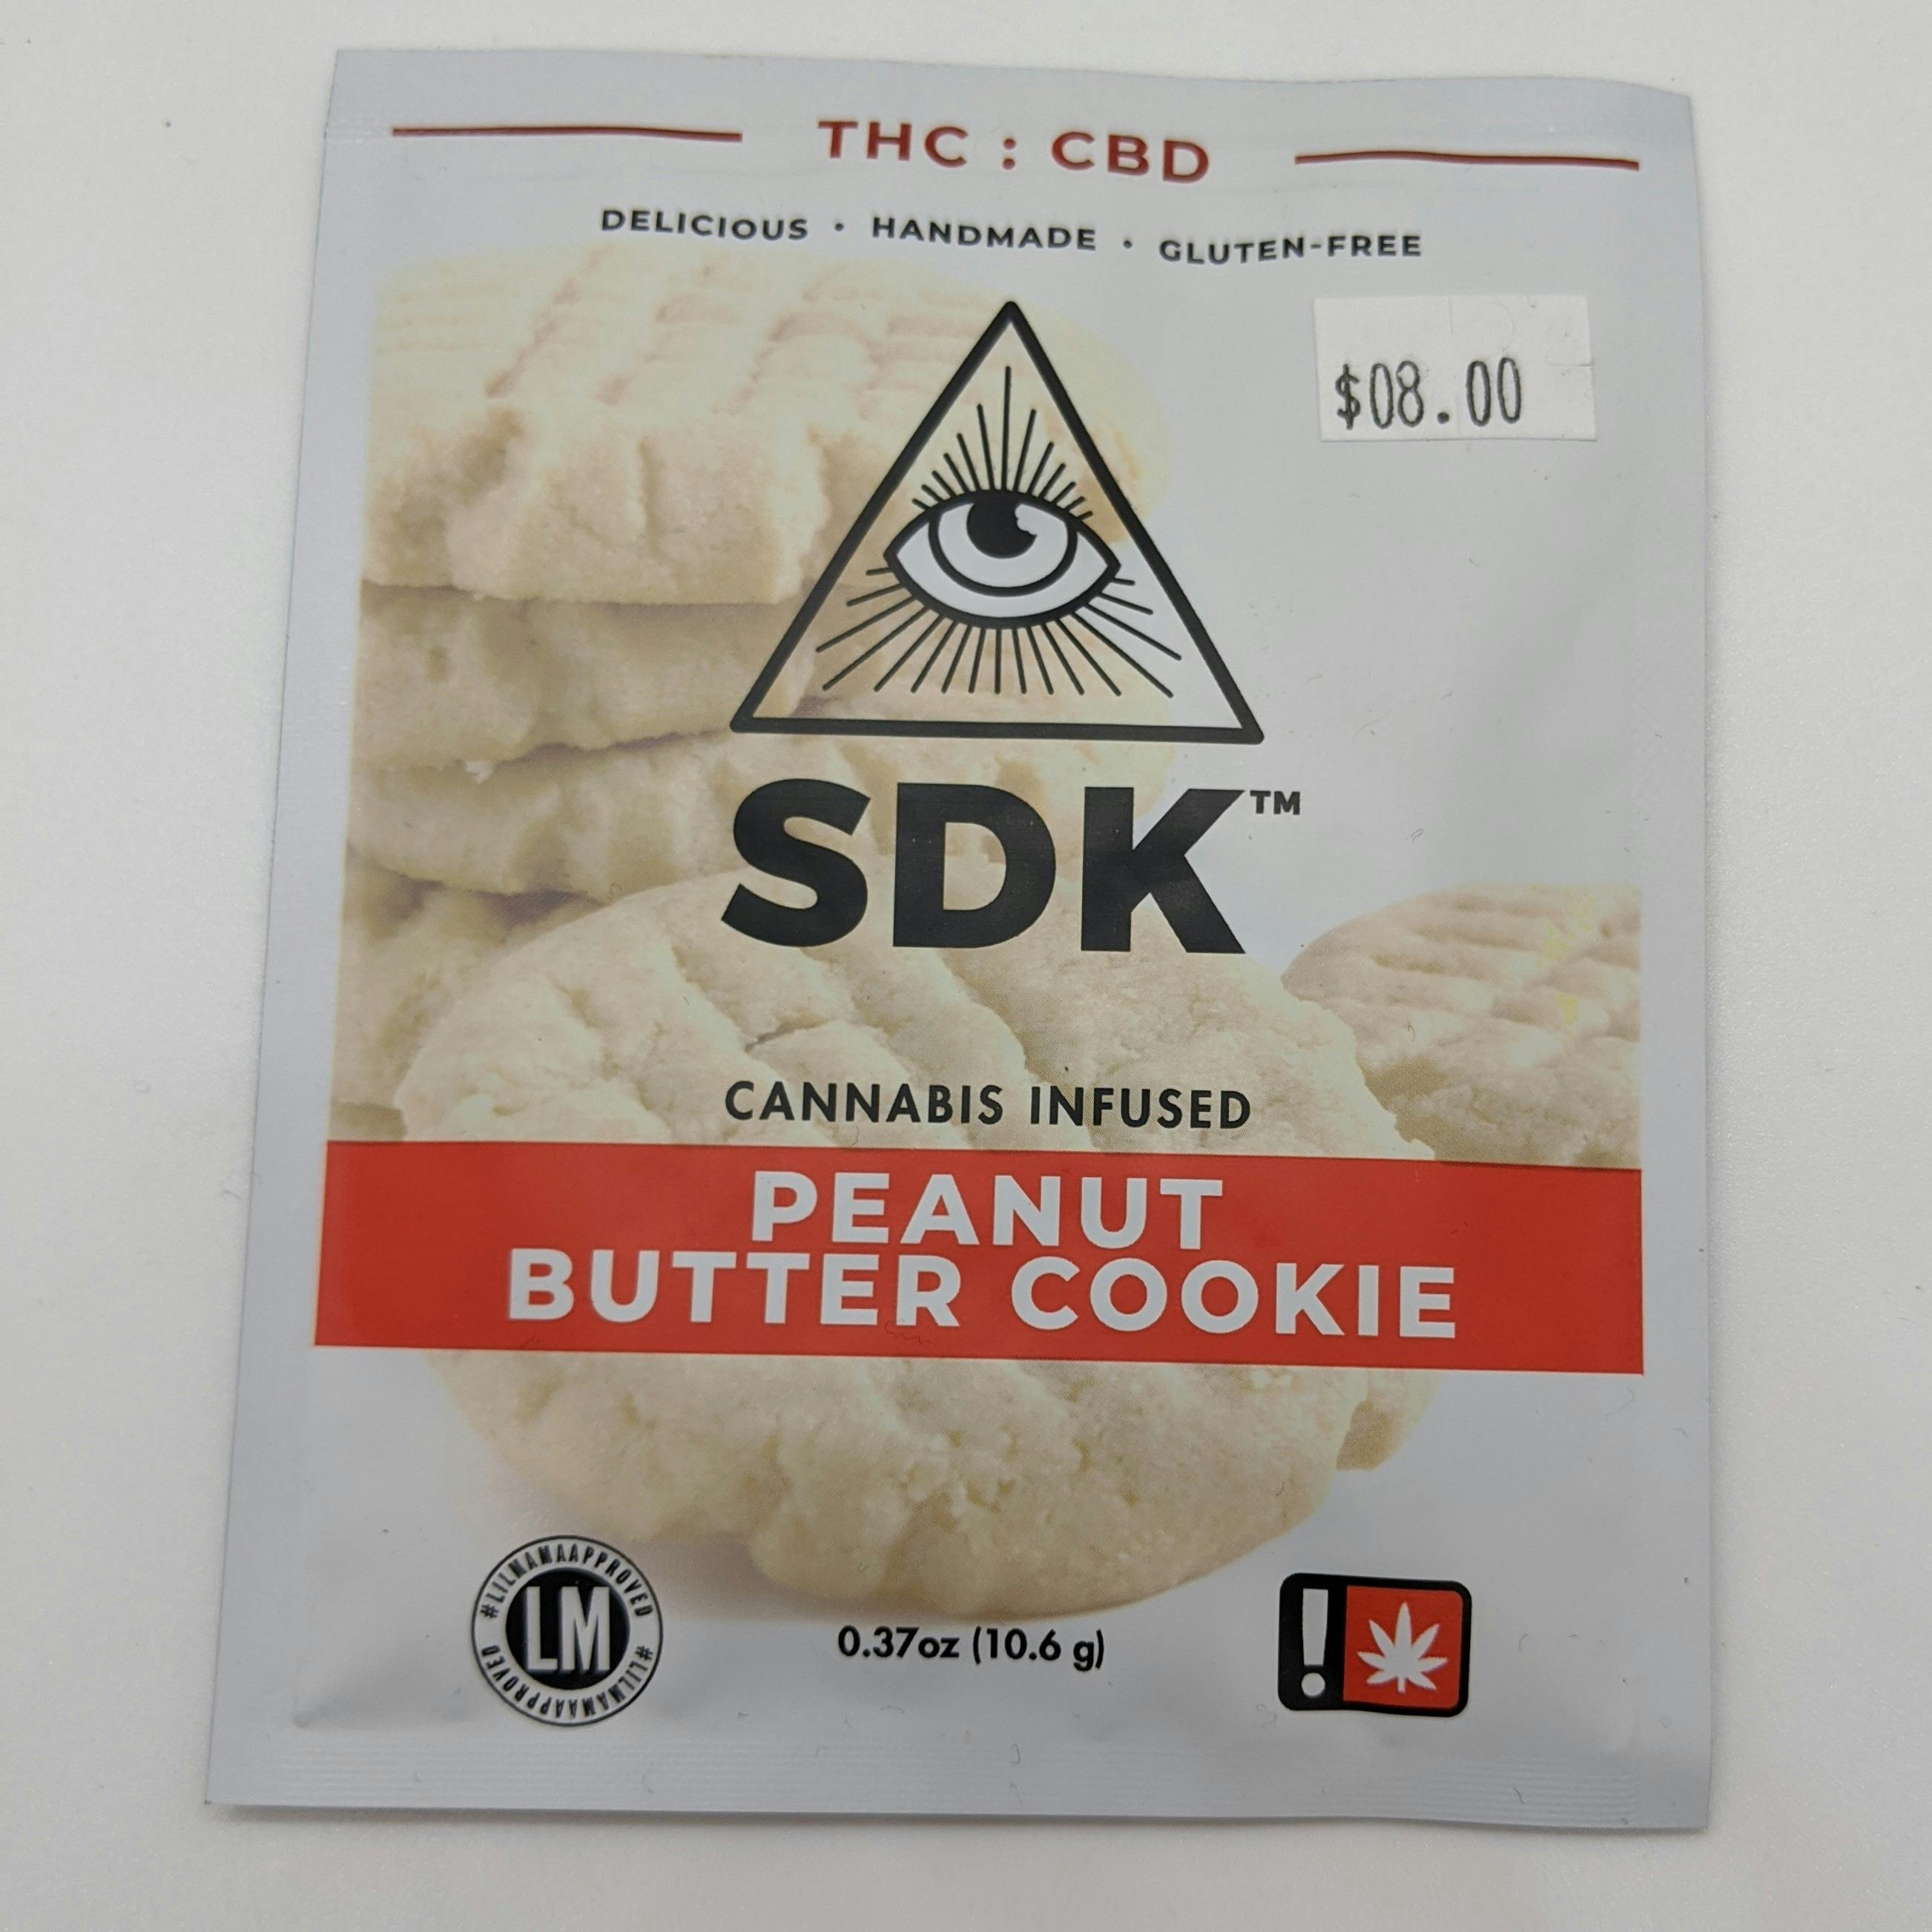 THC : CBD
DELICIOUS • HANDMADE • GLUTEN-FREE
$08.00
SDK™
CANNABIS INFUSED
PEANUT
BUTTER COOKIE
#LILMAMAAPPROVED #LILMAMAAPPROVED
LM
0.37oz (10.6 g)
!